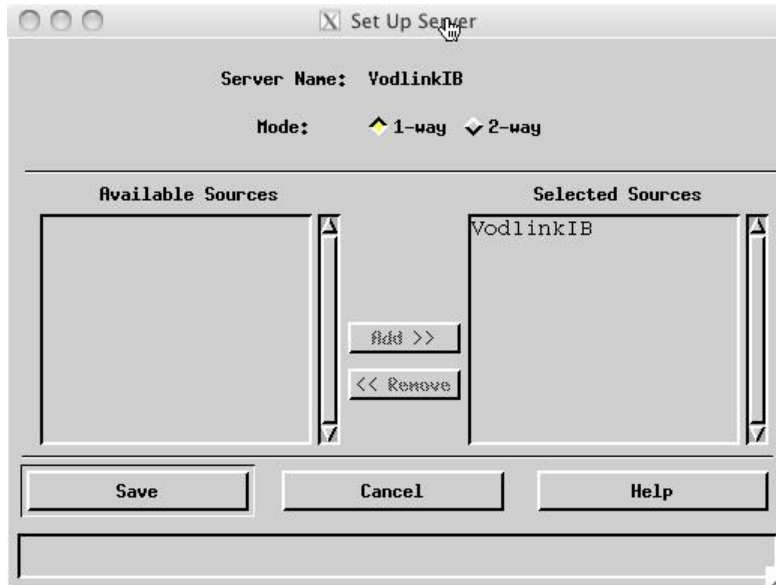 X Set Up Server
Server Name: VodlinkIB
Mode: 1-way 2-way
Available Sources Selected Sources
VodlinkIB
Add >>
<< Remove
Save Cancel Help